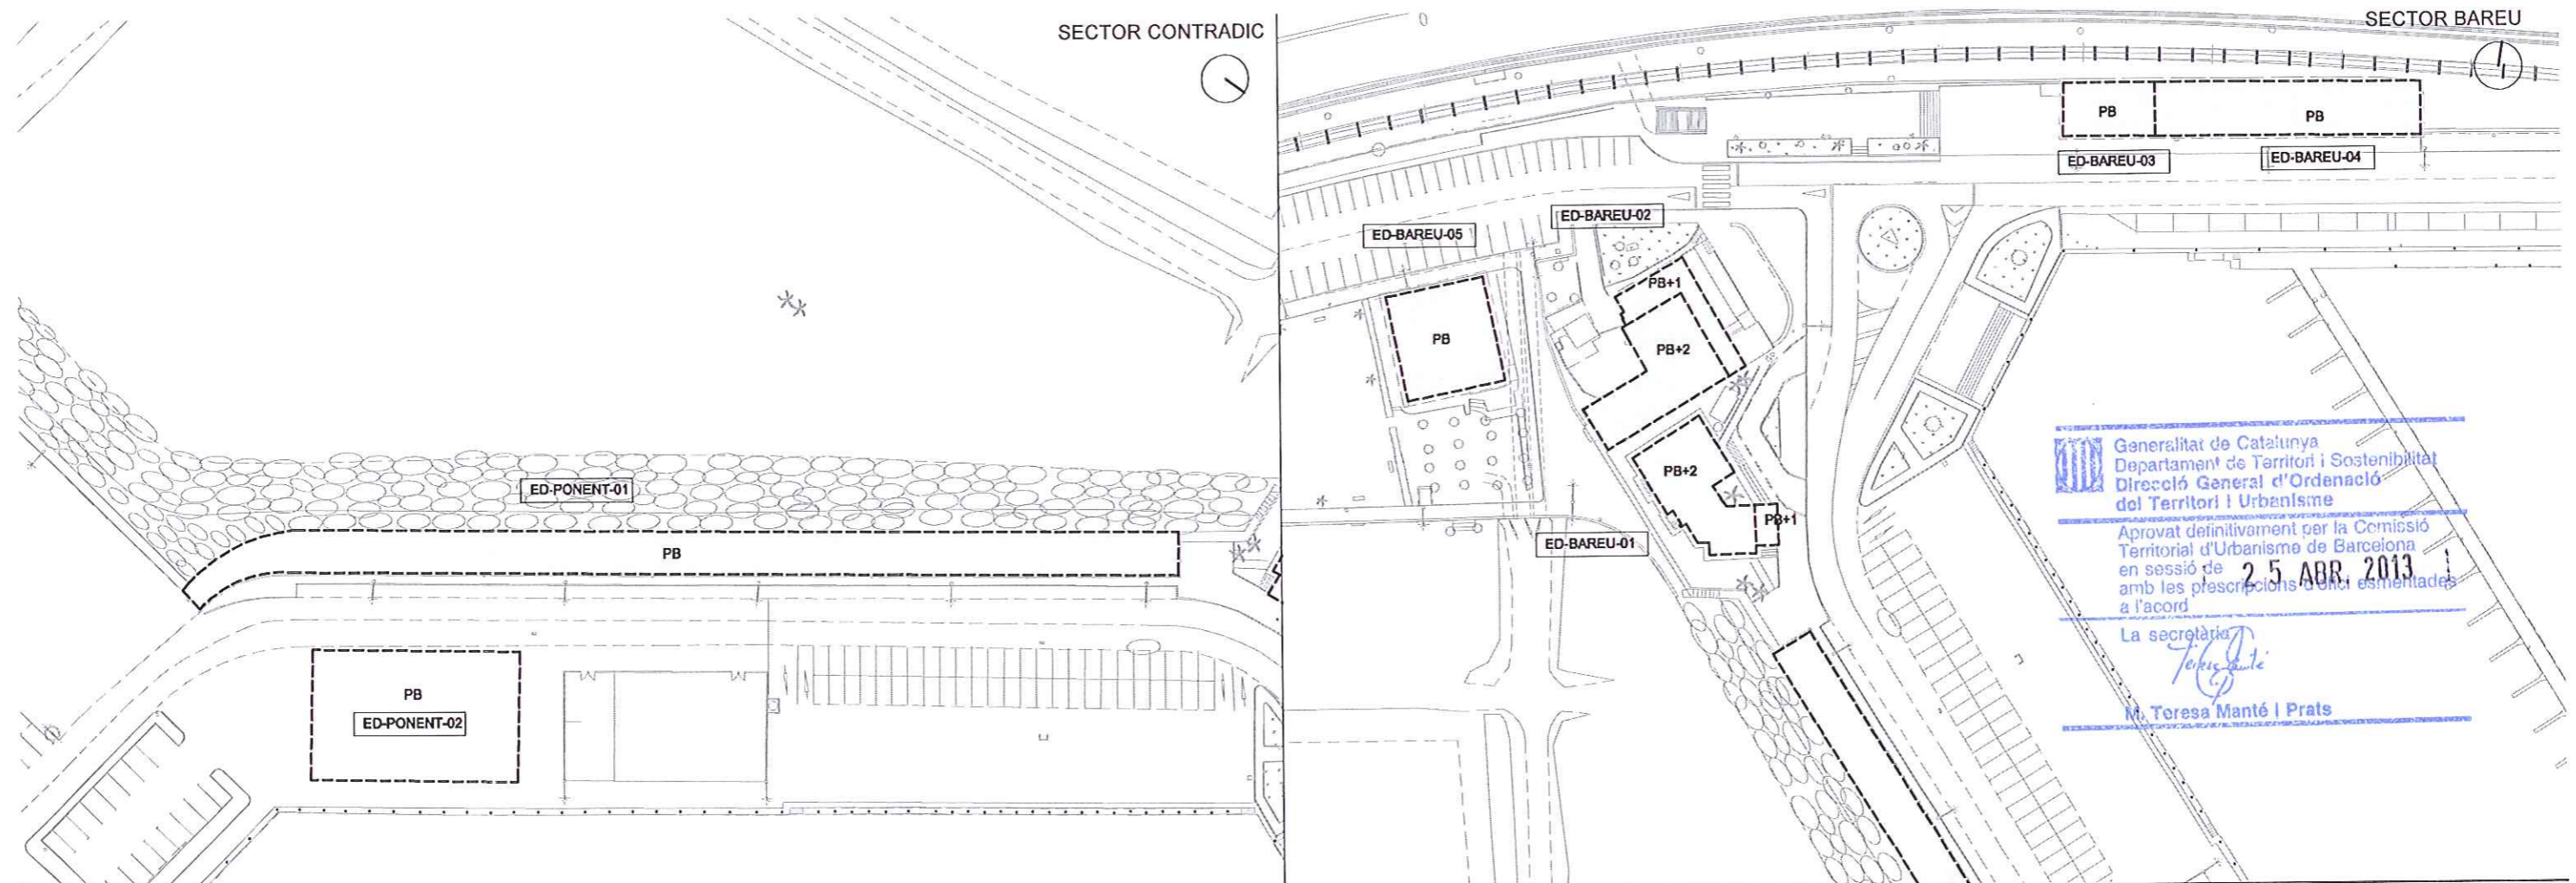 SECTOR CONTRADIC
ED-PONENT-01
PB
PB
ED-PONENT-02
SECTOR BAREU
PB
PB
ED-BAREU-03
ED-BAREU-04
ED-BAREU-02
ED-BAREU-05
PB+1
PB
PB+2
PB+2
PB+1
ED-BAREU-01
Generalitat de Catalunya
Departament de Territori i Sostenibilitat
Direcció General d'Ordenació
del Territori i Urbanisme
Aprovat definitivament per la Comissió
Territorial d'Urbanisme de Barcelona
en sessió de 25 ABR. 2013
amb les prescripcions d'ofici esmentades
a l'acord
La secretària
M. Teresa Manté i Prats